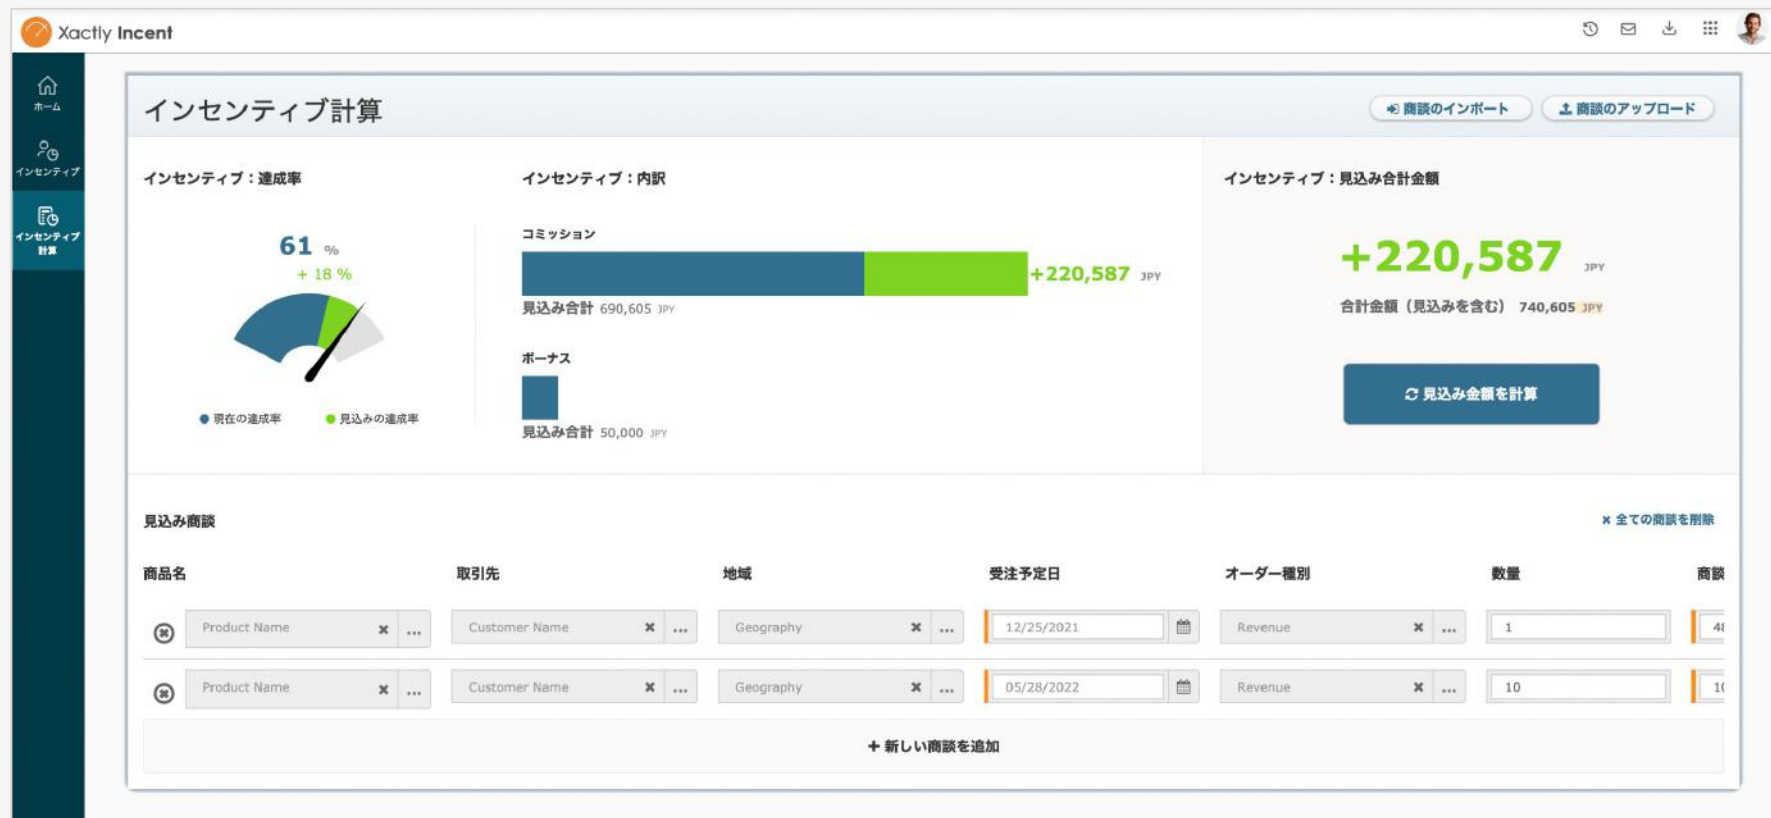 Xactly Incent
ホーム
インセンティブ
インセンティブ
計算
インセンティブ計算
商談のインポート
商談のアップロード
インセンティブ：達成率
61 %
+ 18 %
現在の達成率
見込みの達成率
インセンティブ：内訳
コミッション
+220,587 JPY
見込み合計 690,605 JPY
ボーナス
見込み合計 50,000 JPY
インセンティブ：見込み合計金額
+220,587 JPY
合計金額（見込みを含む） 740,605 JPY
見込み金額を計算
見込み商談
全ての商談を削除
商品名 取引先 地域 受注予定日 オーダー種別 数量 商談
Product Name ... Customer Name ... Geography ... 12/25/2021 Revenue ... 1 48
Product Name ... Customer Name ... Geography ... 05/28/2022 Revenue ... 10
+ 新しい商談を追加